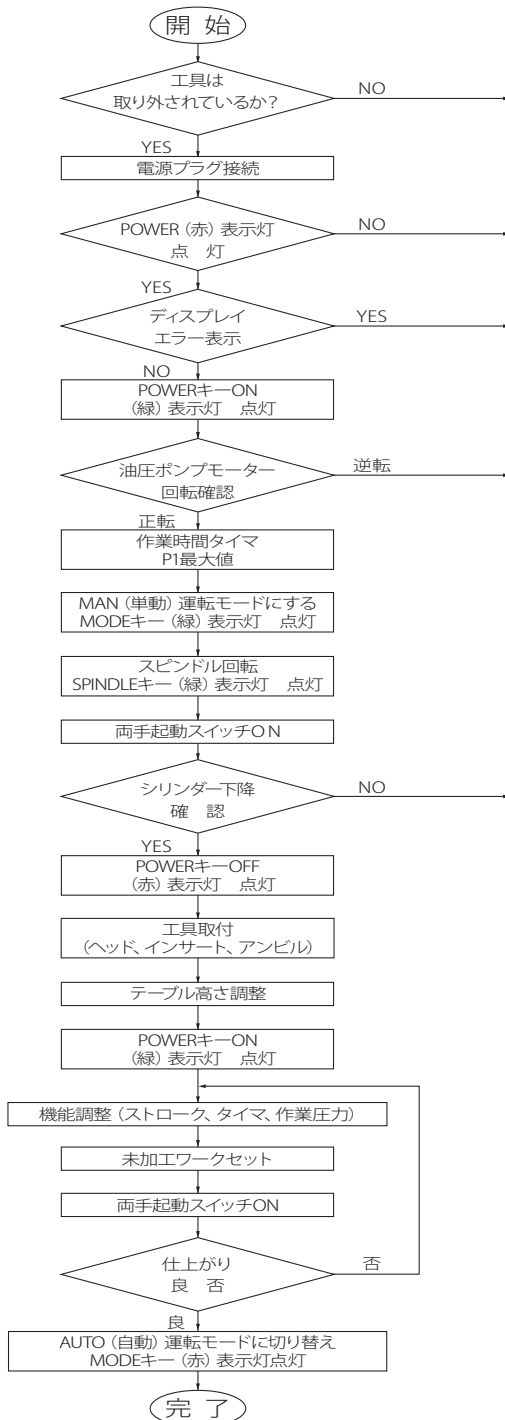 開 始
工具は
取り外されているか?
NO
YES
電源プラグ接続
POWER（赤）表示灯
点　灯
NO
YES
ディスプレイ
エラー表示
YES
NO
POWERキーON
（緑）表示灯　点灯
油圧ポンプモーター
回転確認
逆転
正転
作業時間タイマ
P1最大値
MAN（単動）運転モードにする
MODEキー（緑）表示灯　点灯
スピンドル回転
SPINDLEキー（緑）表示灯　点灯
両手起動スイッチON
シリンダー下降
確　認
NO
YES
POWERキーOFF
（赤）表示灯　点灯
工具取付
（ヘッド、インサート、アンビル）
テーブル高さ調整
POWERキーON
（緑）表示灯　点灯
機能調整（ストローク、タイマ、作業圧力）
未加工ワークセット
両手起動スイッチON
仕上がり
良　否
否
良
AUTO（自動）運転モードに切り替え
MODEキー（赤）表示灯点灯
完 了